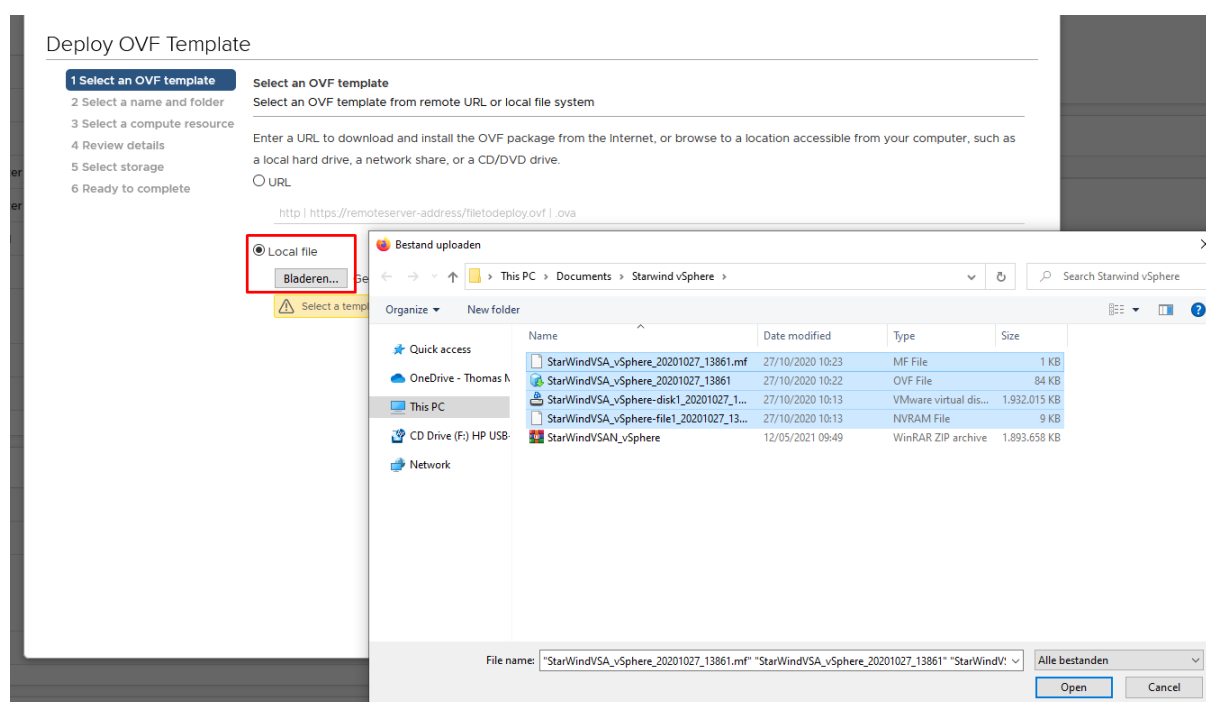 Deploy OVF Template
1 Select an OVF template
2 Select a name and folder
3 Select a compute resource
4 Review details
5 Select storage
6 Ready to complete
Select an OVF template
Select an OVF template from remote URL or local file system
Enter a URL to download and install the OVF package from the Internet, or browse to a location accessible from your computer, such as
a local hard drive, a network share, or a CD/DVD drive.
URL
http | https://remoteserver-address/filetodeploy.ovf | .ova
Local file
Bladeren...
Select a templ
Bestand uploaden
This PC > Documents > Starwind vSphere >
Search Starwind vSphere
Organize
New folder
Quick access
OneDrive - Thomas
This PC
CD Drive (F:) HP USB-
Network
Name Date modified Type Size
StarWindVSA_vSphere_20201027_13861.mf 27/10/2020 10:23 MF File 1 KB
StarWindVSA_vSphere_20201027_13861 27/10/2020 10:22 OVF File 84 KB
StarWindVSA_vSphere-disk1_20201027_1... 27/10/2020 10:13 VMware virtual dis... 1.932.015 KB
StarWindVSA_vSphere-file1_20201027_13... 27/10/2020 10:13 NVRAM File 9 KB
StarWindVSAN_vSphere 12/05/2021 09:49 WinRAR ZIP archive 1.893.658 KB
File name: "StarWindVSA_vSphere_20201027_13861.mf" "StarWindVSA_vSphere_20201027_13861" "StarWindV
Alle bestanden
Open
Cancel